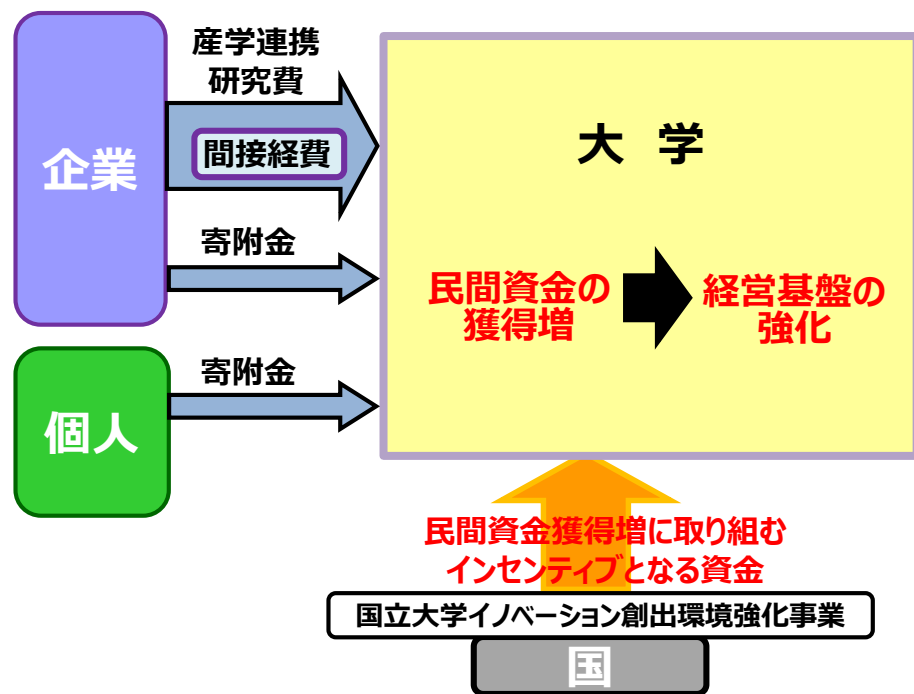 産学連携
研究費
企業
間接経費
大 学
寄附金
民間資金の
獲得増
経営基盤の
強化
寄附金
個人
民間資金獲得増に取り組む
インセンティブとなる資金
国立大学イノベーション創出環境強化事業
国